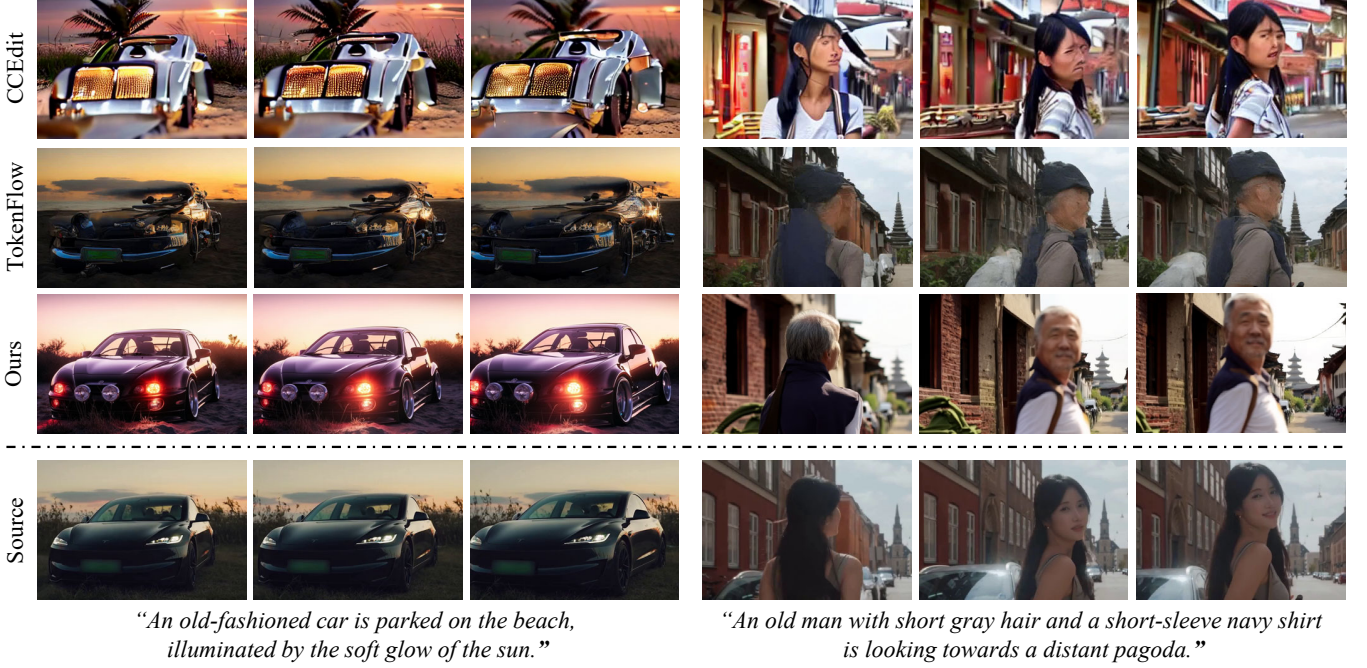 CCEdit
TokenFlow
Ours
Source
“An old-fashioned car is parked on the beach,
illuminated by the soft glow of the sun.”
“An old man with short gray hair and a short-sleeve navy shirt
is looking towards a distant pagoda.”